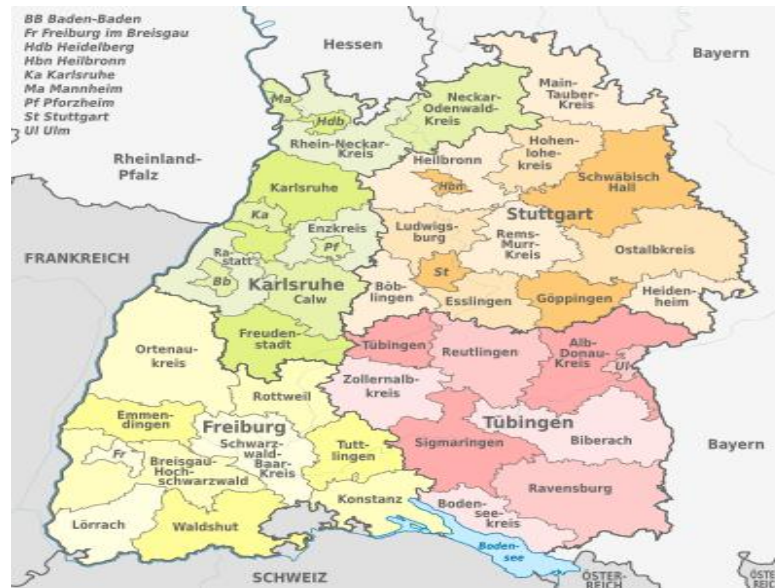 BB Baden-Baden
Fr Freiburg im Breisgau
Hdb Heidelberg
Hbn Heilbronn
Ka Karlsruhe
Ma Mannheim
Pf Pforzheim
St Stuttgart
Ul Ulm
Hessen
Bayern
Rheinland-
Pfalz
FRANKREICH
Main-
Tauber-
Kreis
Neckar-
Odenwald-
Kreis
Ma
Hdb
Rhein-Neckar-
Kreis
Heilbronn
Hbn
Hohen-
lohe-
kreis
Schwäbisch
Hall
Karlsruhe
Ka
Enzkreis
Pf
Ludwigs-
burg
Stuttgart
Rems-
Murr-
Kreis
Ostalbkreis
Ra-
statt
Bb
Karlsruhe
Calw
Böb-
lingen
St
Esslingen
Göppingen
Heiden-
heim
Freuden-
stadt
Tübingen
Reutlingen
Alb-
Donau-
Kreis
Ul
Ortenau-
kreis
Rottweil
Zollernalb-
kreis
Emmen-
dingen
Freiburg
Schwarz-
wald-
Baar-
Kreis
Tutt-
lingen
Tübingen
Sigmaringen
Biberach
Bayern
Fr
Breisgau-
Hoch-
schwarzwald
Konstanz
Ravensburg
Boden-
see-
kreis
Lörrach
Waldshut
Boden-
see
SCHWEIZ
ÖSTER-
REICH